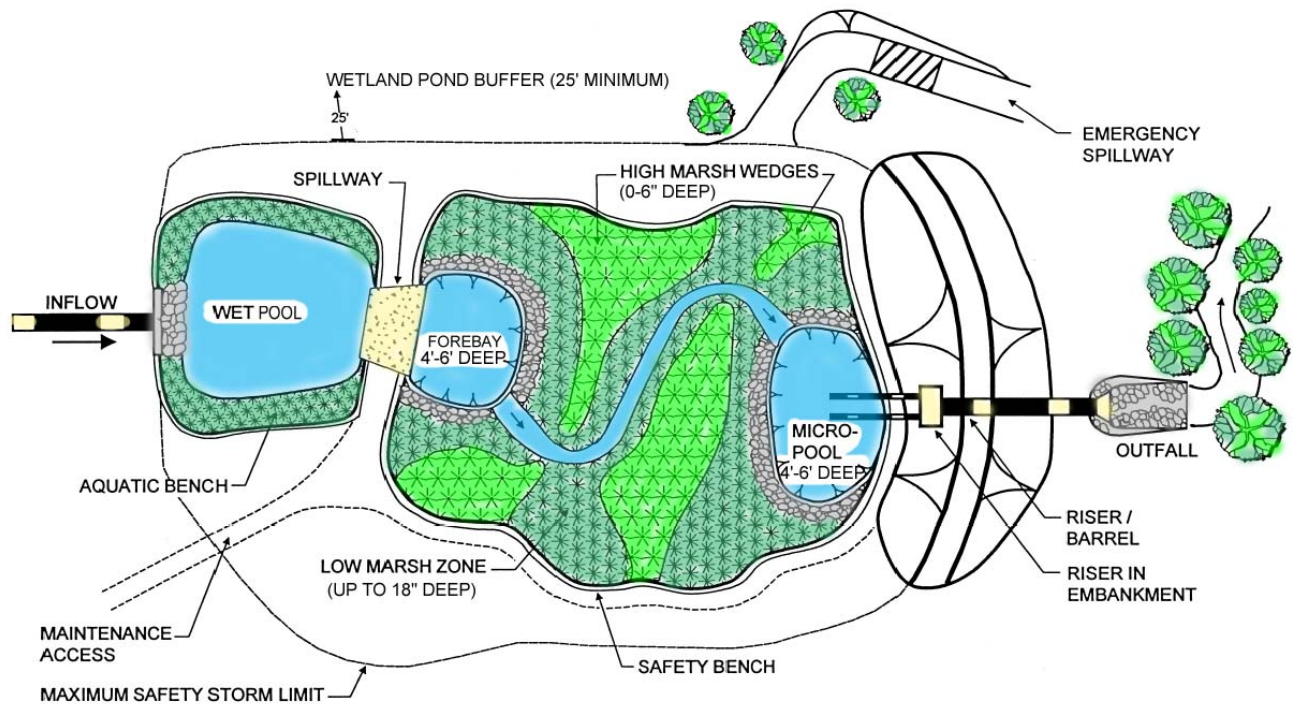 WETLAND POND BUFFER (25' MINIMUM)
25'
EMERGENCY
SPILLWAY
SPILLWAY
HIGH MARSH WEDGES
(0-6" DEEP)
INFLOW
WET POOL
FOREBAY
4'-6' DEEP
MICRO-
POOL
4'-6' DEEP
OUTFALL
AQUATIC BENCH
RISER /
BARREL
LOW MARSH ZONE
(UP TO 18" DEEP)
RISER IN
EMBANKMENT
MAINTENANCE
ACCESS
SAFETY BENCH
MAXIMUM SAFETY STORM LIMIT